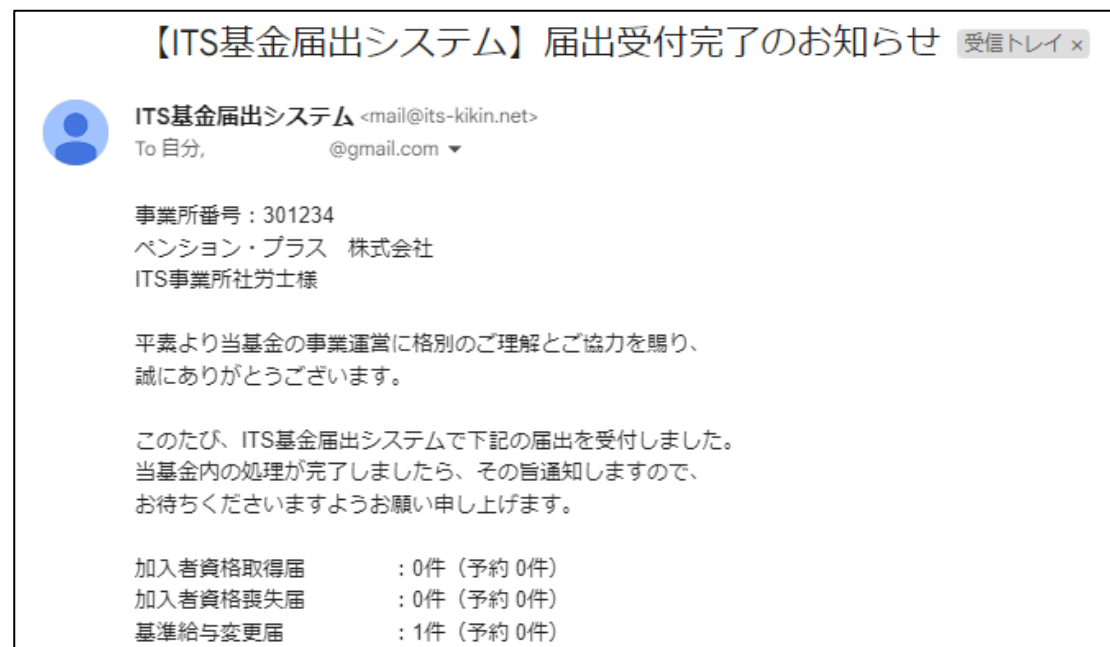 【ITS基金届出システム】届出受付完了のお知らせ 受信トレイ ×
ITS基金届出システム <mail@its-kikin.net>
To 自分, @gmail.com
事業所番号：301234
ペンション・プラス　株式会社
ITS事業所社労士様
平素より当基金の事業運営に格別のご理解とご協力を賜り、
誠にありがとうございます。
このたび、ITS基金届出システムで下記の届出を受付しました。
当基金内の処理が完了しましたら、その旨通知しますので、
お待ちくださいますようお願い申し上げます。
加入者資格取得届　　　　：0件（予約 0件）
加入者資格喪失届　　　　：0件（予約 0件）
基準給与変更届　　　　　：1件（予約 0件）